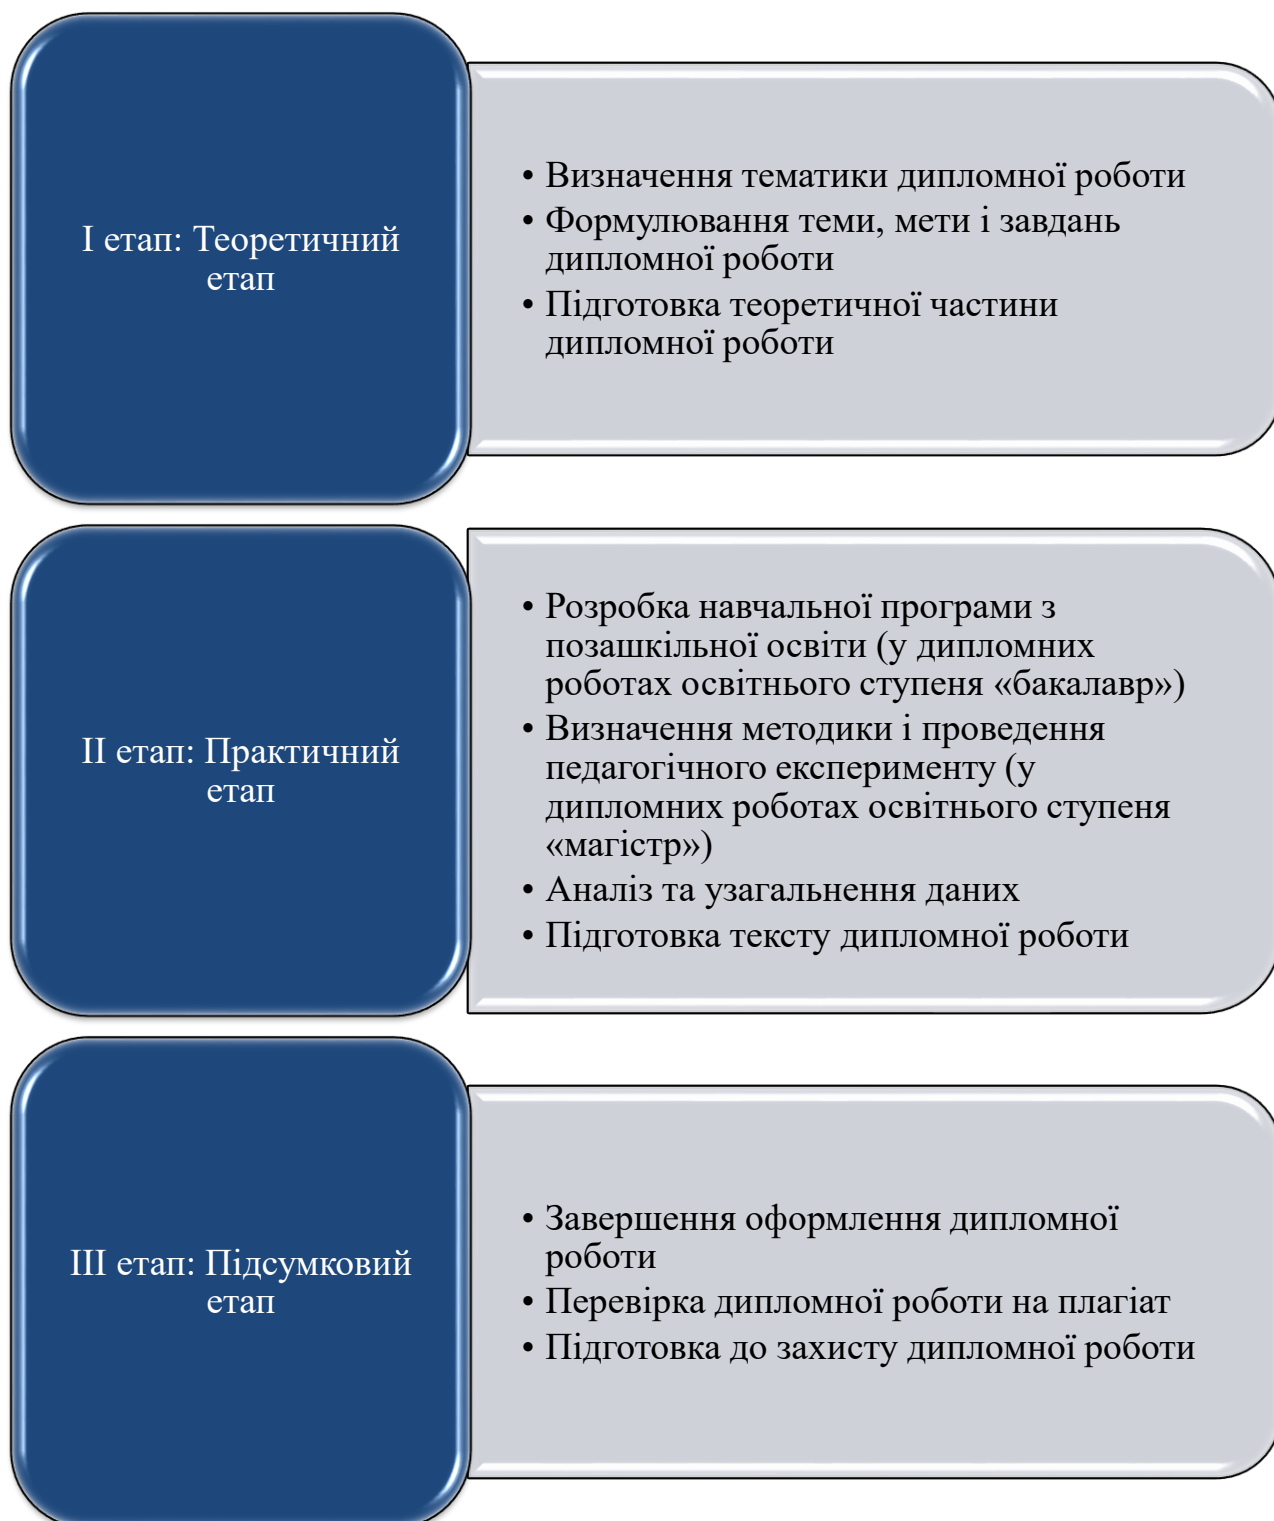 І етап: Теоретичний
етап
• Визначення тематики дипломної роботи
• Формулювання теми, мети і завдань
дипломної роботи
• Підготовка теоретичної частини
дипломної роботи
ІІ етап: Практичний
етап
• Розробка навчальної програми з
позашкільної освіти (у дипломних
роботах освітнього ступеня «бакалавр»)
• Визначення методики і проведення
педагогічного експерименту (у
дипломних роботах освітнього ступеня
«магістр»)
• Аналіз та узагальнення даних
• Підготовка тексту дипломної роботи
ІІІ етап: Підсумковий
етап
• Завершення оформлення дипломної
роботи
• Перевірка дипломної роботи на плагіат
• Підготовка до захисту дипломної роботи